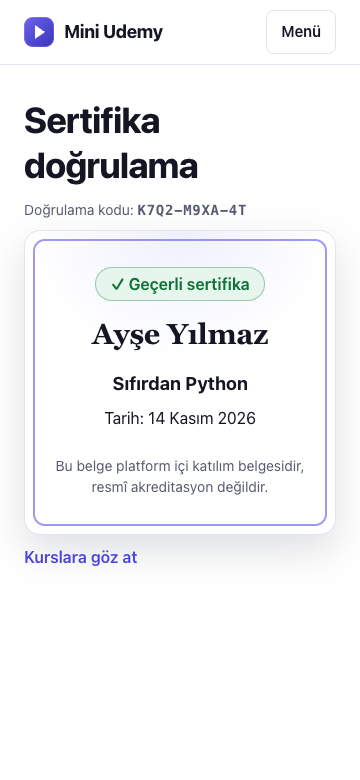 Mini Udemy
Menü
Sertifika
doğrulama
Doğrulama kodu: K7Q2-M9XA-4T
✓ Geçerli sertifika
Ayşe Yılmaz
Sıfırdan Python
Tarih: 14 Kasım 2026
Bu belge platform içi katılım belgesidir,
resmî akreditasyon değildir.
Kurslara göz at